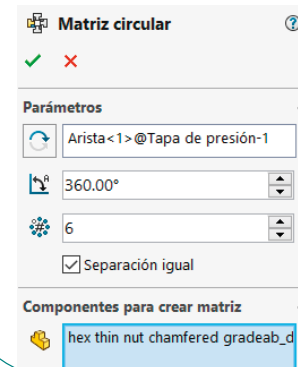 Matriz circular
Parámetros
Arista<1>@Tapa de presión-1
360.00°
6
Separación igual
Componentes para crear matriz
hex thin nut chamfered gradeab_d